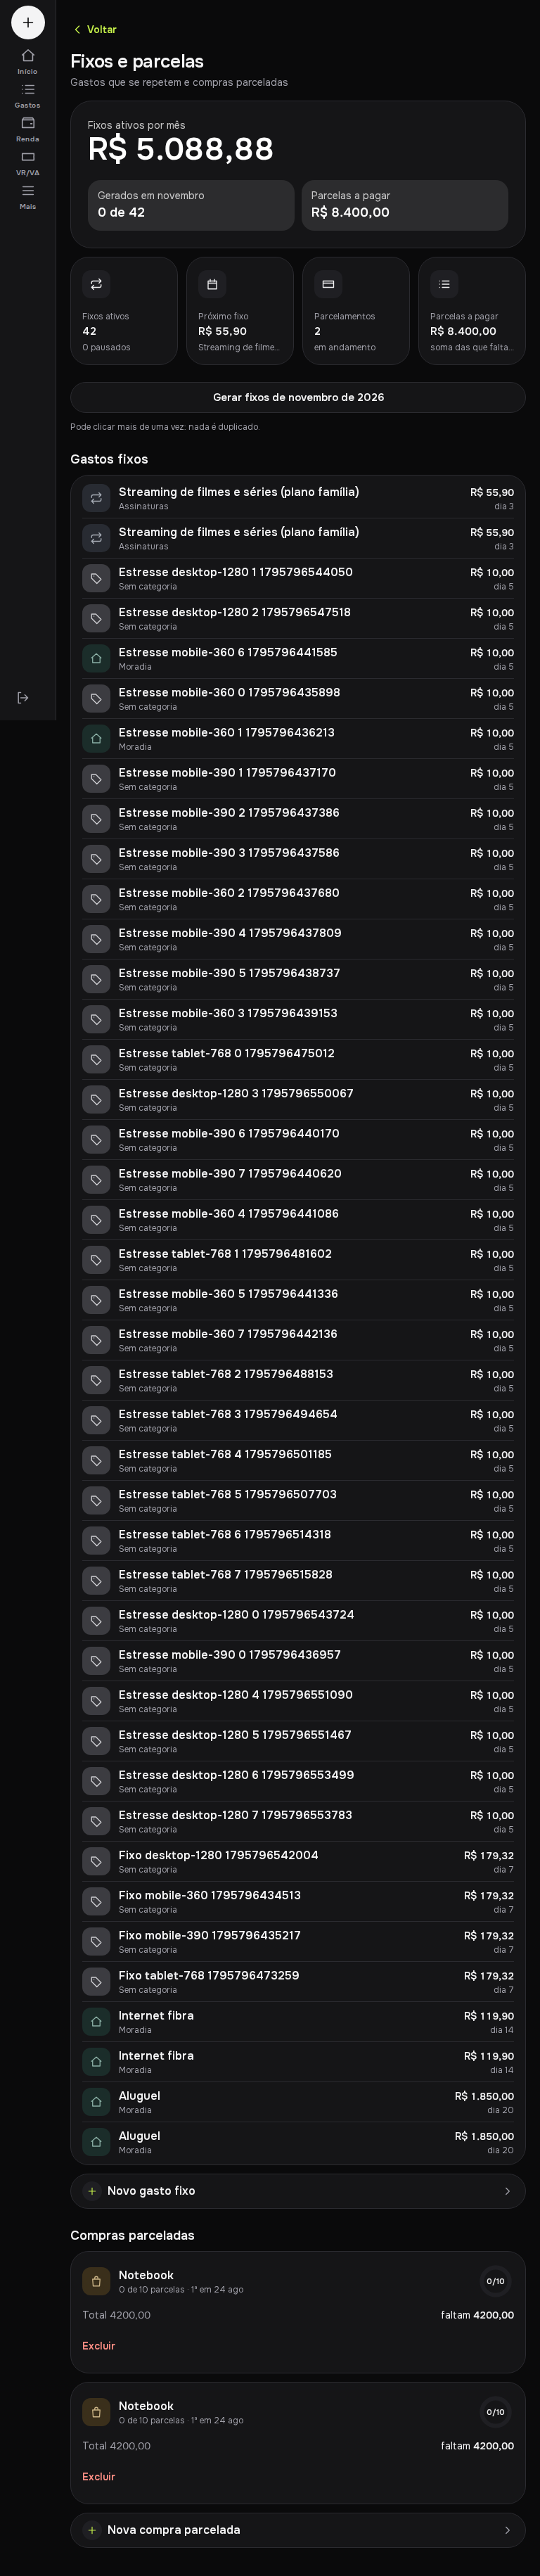 Início
Gastos
Renda
VR/VA
Mais
Voltar
Fixos e parcelas
Gastos que se repetem e compras parceladas
Fixos ativos por mês
R$ 5.088,88
Gerados em novembro
0 de 42
Parcelas a pagar
R$ 8.400,00
Fixos ativos
42
0 pausados
Próximo fixo
R$ 55,90
Streaming de filme...
Parcelamentos
2
em andamento
Parcelas a pagar
R$ 8.400,00
soma das que falta...
Gerar fixos de novembro de 2026
Pode clicar mais de uma vez: nada é duplicado.
Gastos fixos
Streaming de filmes e séries (plano família) R$ 55,90
Assinaturas dia 3
Streaming de filmes e séries (plano família) R$ 55,90
Assinaturas dia 3
Estresse desktop-1280 1 1795796544050 R$ 10,00
Sem categoria dia 5
Estresse desktop-1280 2 1795796547518 R$ 10,00
Sem categoria dia 5
Estresse mobile-360 6 1795796441585 R$ 10,00
Moradia dia 5
Estresse mobile-360 0 1795796435898 R$ 10,00
Sem categoria dia 5
Estresse mobile-360 1 1795796436213 R$ 10,00
Moradia dia 5
Estresse mobile-390 1 1795796437170 R$ 10,00
Sem categoria dia 5
Estresse mobile-390 2 1795796437386 R$ 10,00
Sem categoria dia 5
Estresse mobile-390 3 1795796437586 R$ 10,00
Sem categoria dia 5
Estresse mobile-360 2 1795796437680 R$ 10,00
Sem categoria dia 5
Estresse mobile-390 4 1795796437809 R$ 10,00
Sem categoria dia 5
Estresse mobile-390 5 1795796438737 R$ 10,00
Sem categoria dia 5
Estresse mobile-360 3 1795796439153 R$ 10,00
Sem categoria dia 5
Estresse tablet-768 0 1795796475012 R$ 10,00
Sem categoria dia 5
Estresse desktop-1280 3 1795796550067 R$ 10,00
Sem categoria dia 5
Estresse mobile-390 6 1795796440170 R$ 10,00
Sem categoria dia 5
Estresse mobile-390 7 1795796440620 R$ 10,00
Sem categoria dia 5
Estresse mobile-360 4 1795796441086 R$ 10,00
Sem categoria dia 5
Estresse tablet-768 1 1795796481602 R$ 10,00
Sem categoria dia 5
Estresse mobile-360 5 1795796441336 R$ 10,00
Sem categoria dia 5
Estresse mobile-360 7 1795796442136 R$ 10,00
Sem categoria dia 5
Estresse tablet-768 2 1795796488153 R$ 10,00
Sem categoria dia 5
Estresse tablet-768 3 1795796494654 R$ 10,00
Sem categoria dia 5
Estresse tablet-768 4 1795796501185 R$ 10,00
Sem categoria dia 5
Estresse tablet-768 5 1795796507703 R$ 10,00
Sem categoria dia 5
Estresse tablet-768 6 1795796514318 R$ 10,00
Sem categoria dia 5
Estresse tablet-768 7 1795796515828 R$ 10,00
Sem categoria dia 5
Estresse desktop-1280 0 1795796543724 R$ 10,00
Sem categoria dia 5
Estresse mobile-390 0 1795796436957 R$ 10,00
Sem categoria dia 5
Estresse desktop-1280 4 1795796551090 R$ 10,00
Sem categoria dia 5
Estresse desktop-1280 5 1795796551467 R$ 10,00
Sem categoria dia 5
Estresse desktop-1280 6 1795796553499 R$ 10,00
Sem categoria dia 5
Estresse desktop-1280 7 1795796553783 R$ 10,00
Sem categoria dia 5
Fixo desktop-1280 1795796542004 R$ 179,32
Sem categoria dia 7
Fixo mobile-360 1795796434513 R$ 179,32
Sem categoria dia 7
Fixo mobile-390 1795796435217 R$ 179,32
Sem categoria dia 7
Fixo tablet-768 1795796473259 R$ 179,32
Sem categoria dia 7
Internet fibra R$ 119,90
Moradia dia 14
Internet fibra R$ 119,90
Moradia dia 14
Aluguel R$ 1.850,00
Moradia dia 20
Aluguel R$ 1.850,00
Moradia dia 20
Novo gasto fixo
Compras parceladas
Notebook
0 de 10 parcelas · 1ª em 24 ago
0/10
Total 4200,00 faltam 4200,00
Excluir
Notebook
0 de 10 parcelas · 1ª em 24 ago
0/10
Total 4200,00 faltam 4200,00
Excluir
Nova compra parcelada